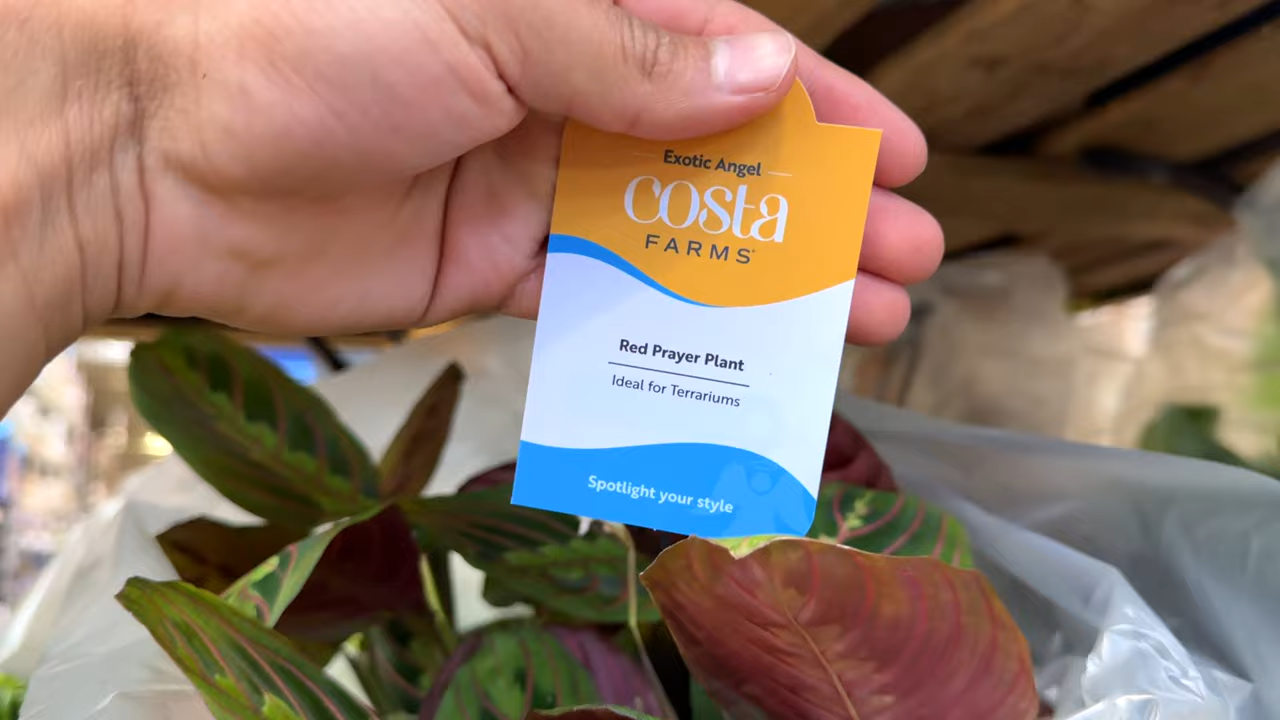 Exotic Angel
costa
FARMS
Red Prayer Plant
Ideal for Terrariums
Spotlight your style